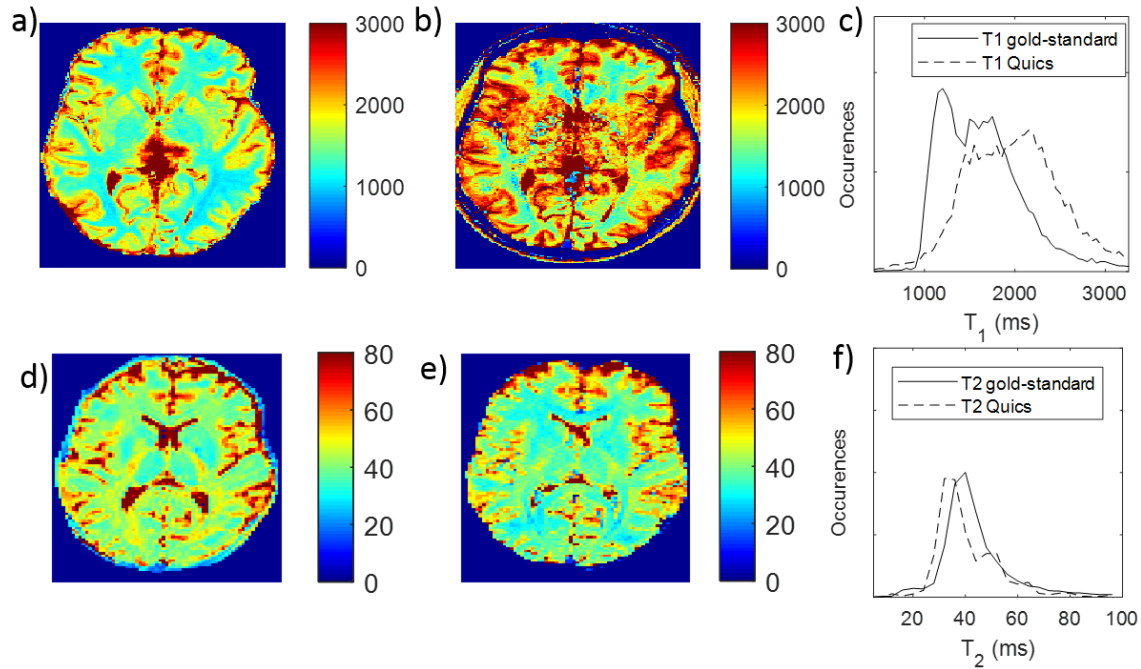 a)
3000
2000
1000
0
b)
3000
2000
1000
0
c)
T1 gold-standard
T1 Quics
Occurences
1000 2000 3000
T1 (ms)
d)
80
60
40
20
0
e)
80
60
40
20
0
f)
T2 gold-standard
T2 Quics
Occurences
20 40 60 80 100
T2 (ms)